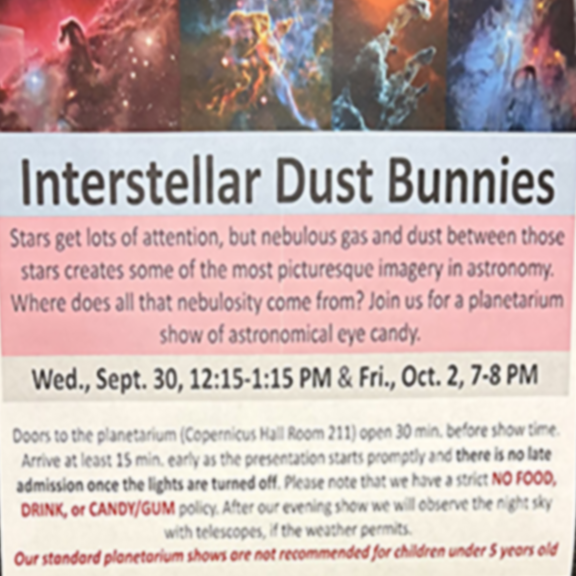 Interstellar Dust Bunnies
Stars get lots of attention, but nebulous gas and dust between those
stars creates some of the most picturesque imagery in astronomy.
Where does all that nebulosity come from? Join us for a planetarium
show of astronomical eye candy.
Wed., Sept. 30, 12:15-1:15 PM & Fri., Oct. 2, 7-8 PM
Doors to the planetarium (Copernicus Hall Room 211) open 30 min. before show time.
Arrive at least 15 min. early as the presentation starts promptly and there is no late
admission once the lights are turned off. Please note that we have a strict NO FOOD,
DRINK, or CANDY/GUM policy. After our evening show we will observe the night sky
with telescopes, if the weather permits.
Our standard planetarium shows are not recommended for children under 5 years old